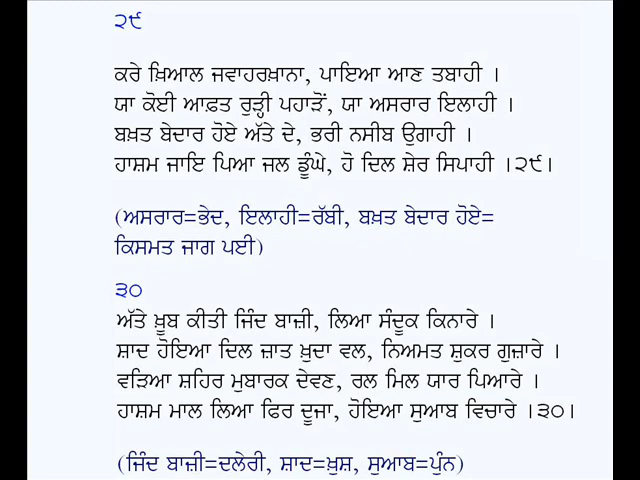 ੨੯
ਕਰੇ ਖ਼ਿਆਲ ਜਵਾਹਰਖ਼ਾਨਾ, ਪਾਇਆ ਆਣ ਤਬਾਹੀ ।
ਯਾ ਕੋਈ ਆਫ਼ਤ ਰੁੜ੍ਹੀ ਪਹਾੜੋਂ, ਯਾ ਅਸਰਾਰ ਇਲਾਹੀ ।
ਬਖ਼ਤ ਬੇਦਾਰ ਹੋਏ ਅੱਤੇ ਦੇ, ਭਰੀ ਨਸੀਬ ਉਗਾਹੀ ।
ਹਾਸ਼ਮ ਜਾਇ ਪਿਆ ਜਲ ਡੂੰਘੇ, ਹੋ ਦਿਲ ਸ਼ੇਰ ਸਿਪਾਹੀ ।੨੯।
(ਅਸਰਾਰ=ਭੇਦ, ਇਲਾਹੀ=ਰੱਬੀ, ਬਖ਼ਤ ਬੇਦਾਰ ਹੋਏ=
ਕਿਸਮਤ ਜਾਗ ਪਈ)
੩੦
ਅੱਤੇ ਖ਼ੂਬ ਕੀਤੀ ਜਿੰਦ ਬਾਜ਼ੀ, ਲਿਆ ਸੰਦੂਕ ਕਿਨਾਰੇ ।
ਸ਼ਾਦ ਹੋਇਆ ਦਿਲ ਜ਼ਾਤ ਖ਼ੁਦਾ ਵਲ, ਨਿਅਮਤ ਸ਼ੁਕਰ ਗੁਜ਼ਾਰੇ ।
ਵੜਿਆ ਸ਼ਹਿਰ ਮੁਬਾਰਕ ਦੇਵਣ, ਰਲ ਮਿਲ ਯਾਰ ਪਿਆਰੇ ।
ਹਾਸ਼ਮ ਮਾਲ ਲਿਆ ਫਿਰ ਦੂਜਾ, ਹੋਇਆ ਸੁਆਬ ਵਿਚਾਰੇ ।੩੦।
(ਜਿੰਦ ਬਾਜ਼ੀ=ਦਲੇਰੀ, ਸ਼ਾਦ=ਖ਼ੁਸ਼, ਸੁਆਬ=ਪੁੰਨ)